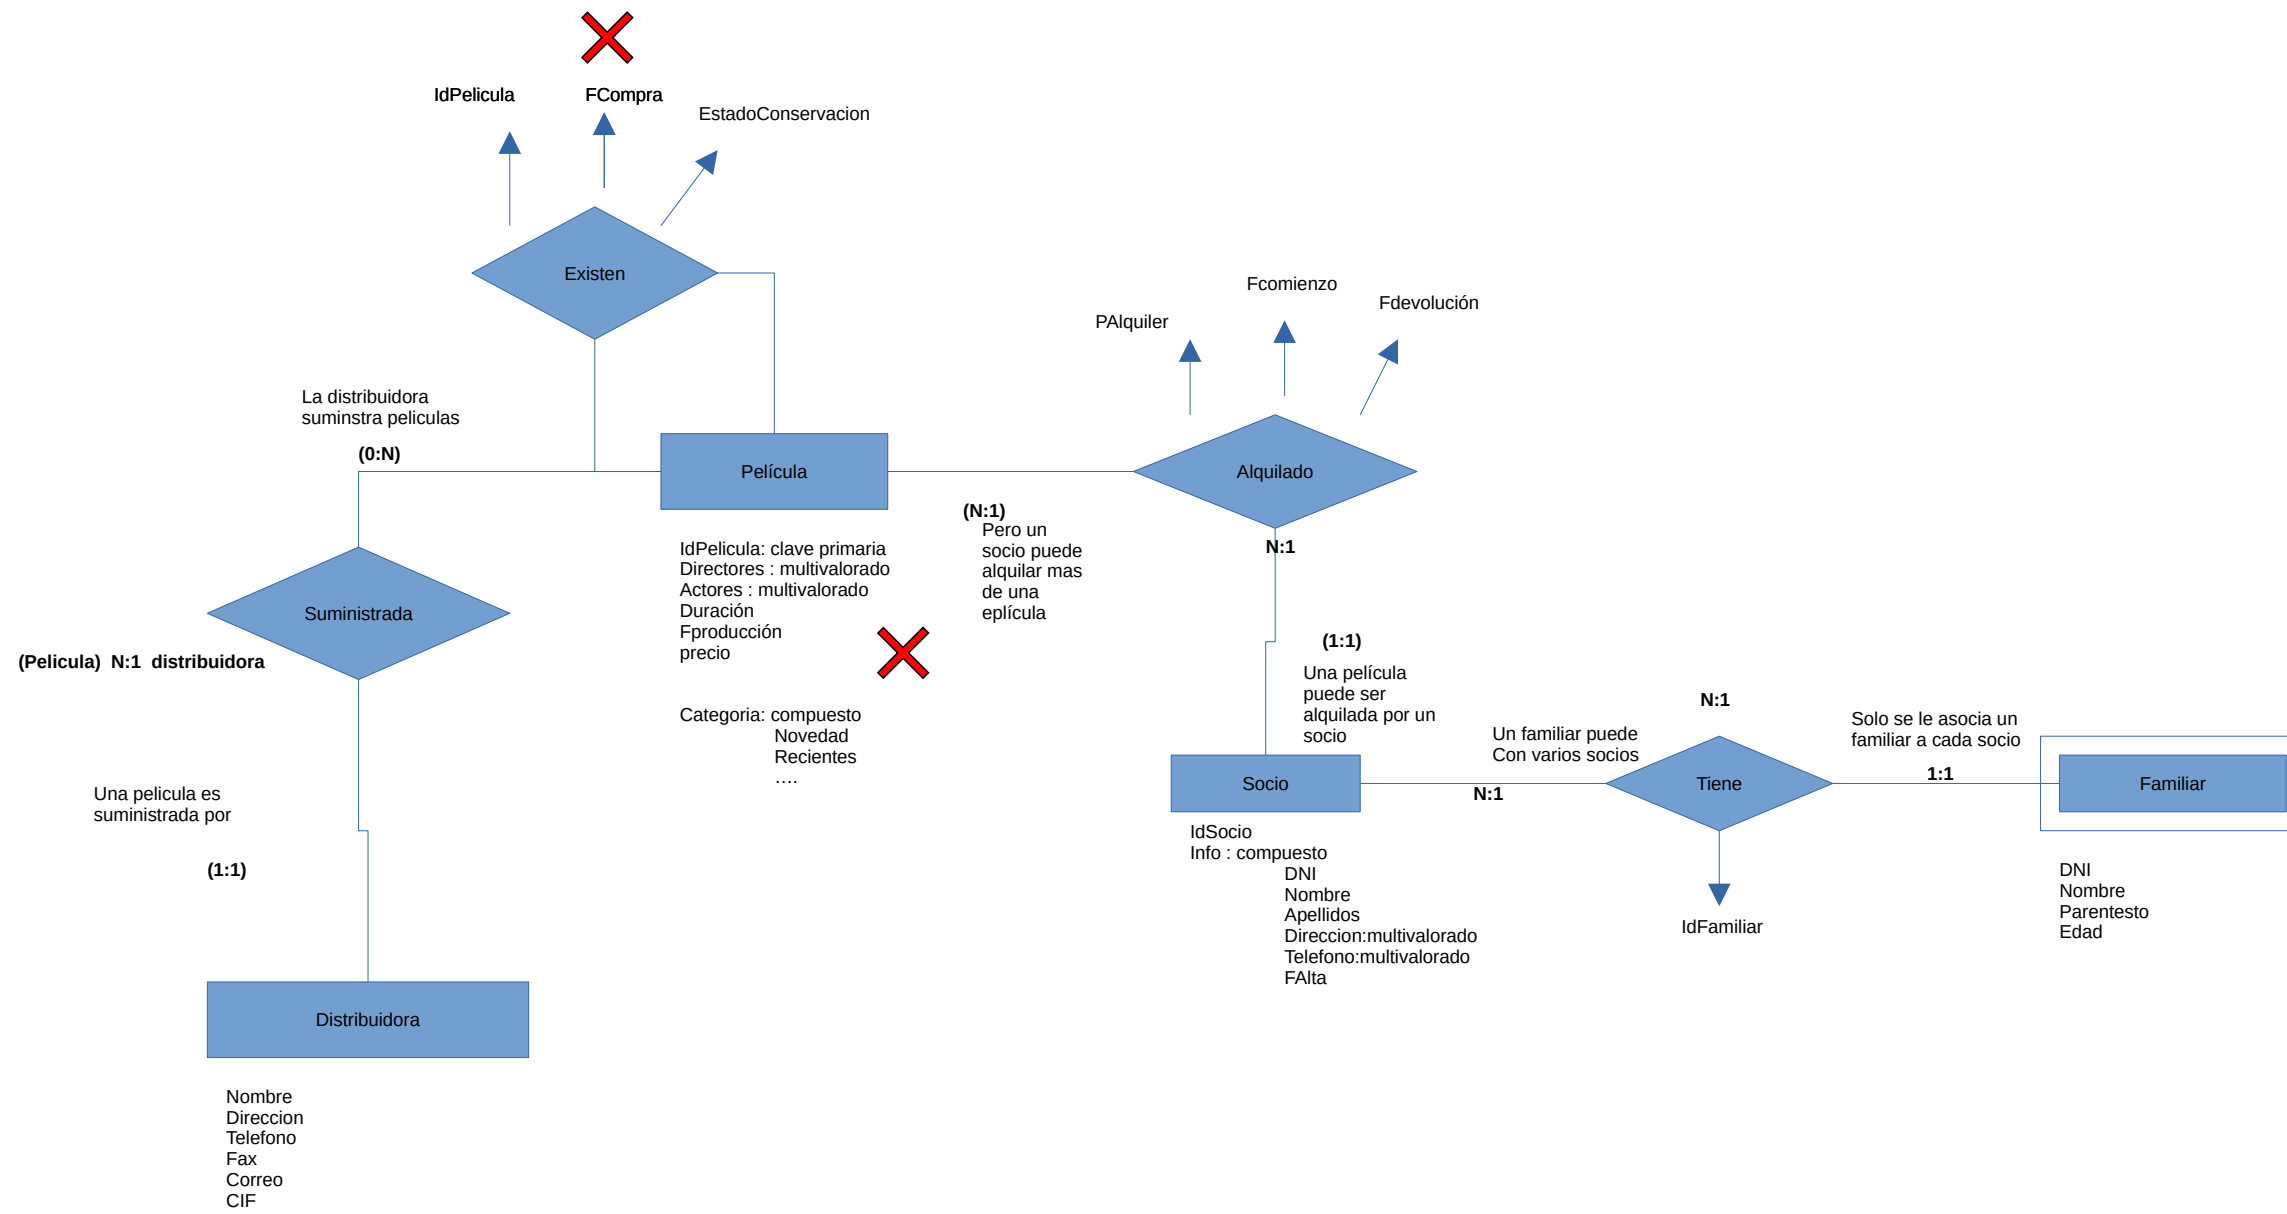 IdPelicula
FCompra
EstadoConservacion
Existen
Fcomienzo
Fdevolución
PAlquiler
La distribuidora
suminstra peliculas
(0:N)
Película
Alquilado
(N:1)
Pero un
socio puede
alquilar mas
de una
eplícula
N:1
IdPelicula: clave primaria
Directores : multivalorado
Actores : multivalorado
Duración
Fproducción
precio
Categoria: compuesto
Novedad
Recientes
....
Suministrada
(Pelicula) N:1 distribuidora
(1:1)
Una película
puede ser
alquilada por un
socio
Un familiar puede
Con varios socios
N:1
Solo se le asocia un
familiar a cada socio
Socio
N:1
Tiene
1:1
Familiar
Una pelicula es
suministrada por
(1:1)
IdSocio
Info : compuesto
DNI
Nombre
Apellidos
Direccion:multivalorado
Telefono:multivalorado
FAlta
IdFamiliar
DNI
Nombre
Parentesto
Edad
Distribuidora
Nombre
Direccion
Telefono
Fax
Correo
CIF